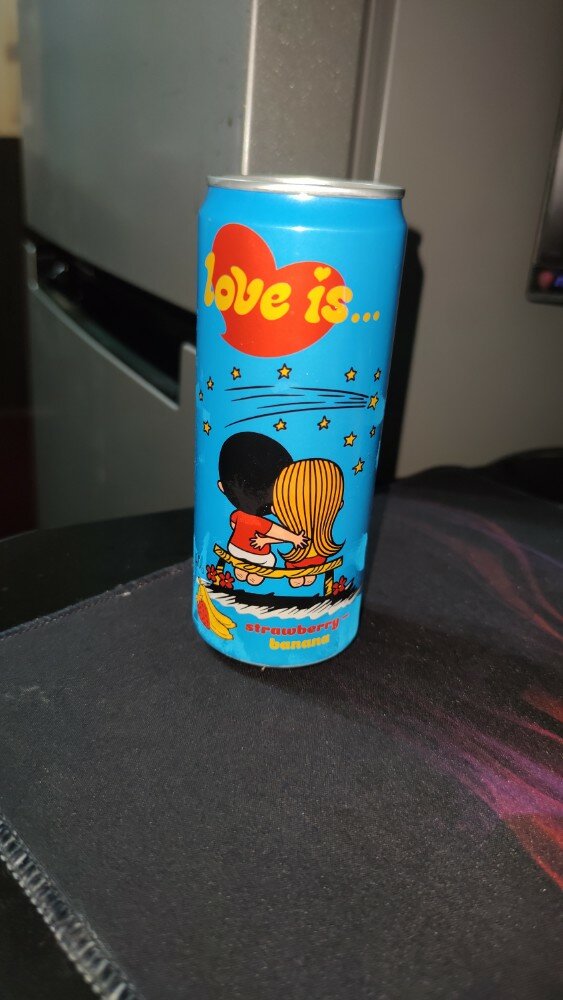 love is...
strawberry—
banana